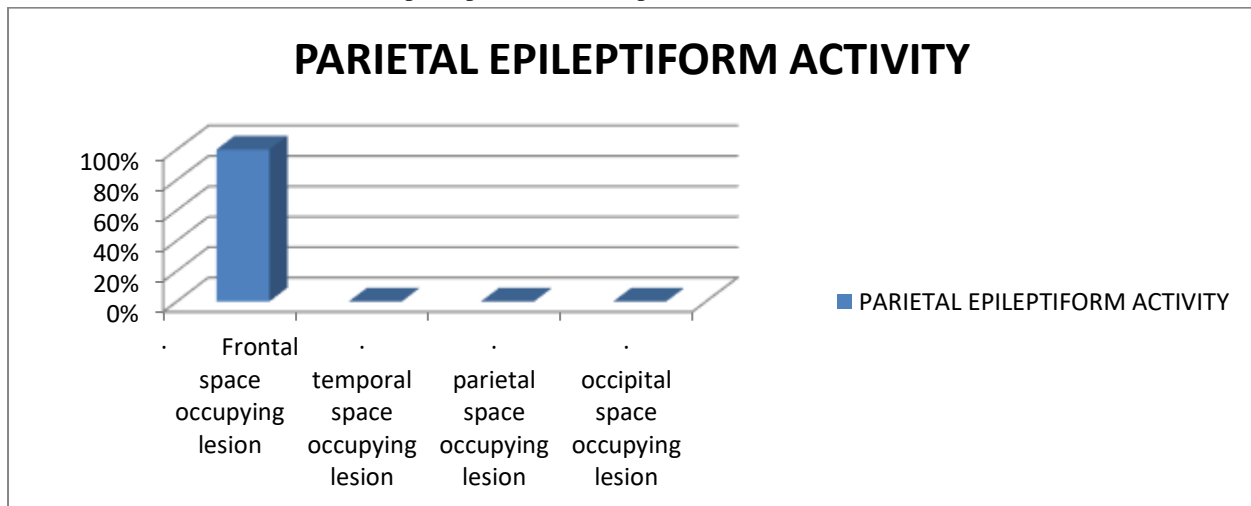 PARIETAL EPILEPTIFORM ACTIVITY
100%
80%
60%
40%
20%
0%
· Frontal space occupying lesion
· temporal space occupying lesion
· parietal space occupying lesion
· occipital space occupying lesion
PARIETAL EPILEPTIFORM ACTIVITY